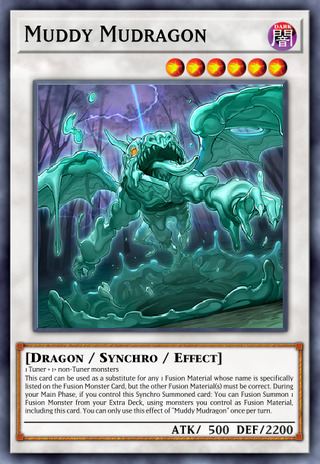 Muddy Mudragon
DARK
闇
[Dragon / Synchro / Effect]
1 Tuner + 1+ non-Tuner monsters
This card can be used as a substitute for any 1 Fusion Material whose name is specifically
listed on the Fusion Monster Card, but the other Fusion Material(s) must be correct. During
your Main Phase, if you control this Synchro Summoned card: You can Fusion Summon 1
Fusion Monster from your Extra Deck, using monsters you control as Fusion Material,
including this card. You can only use this effect of "Muddy Mudragon" once per turn.
ATK/ 500 DEF/2200